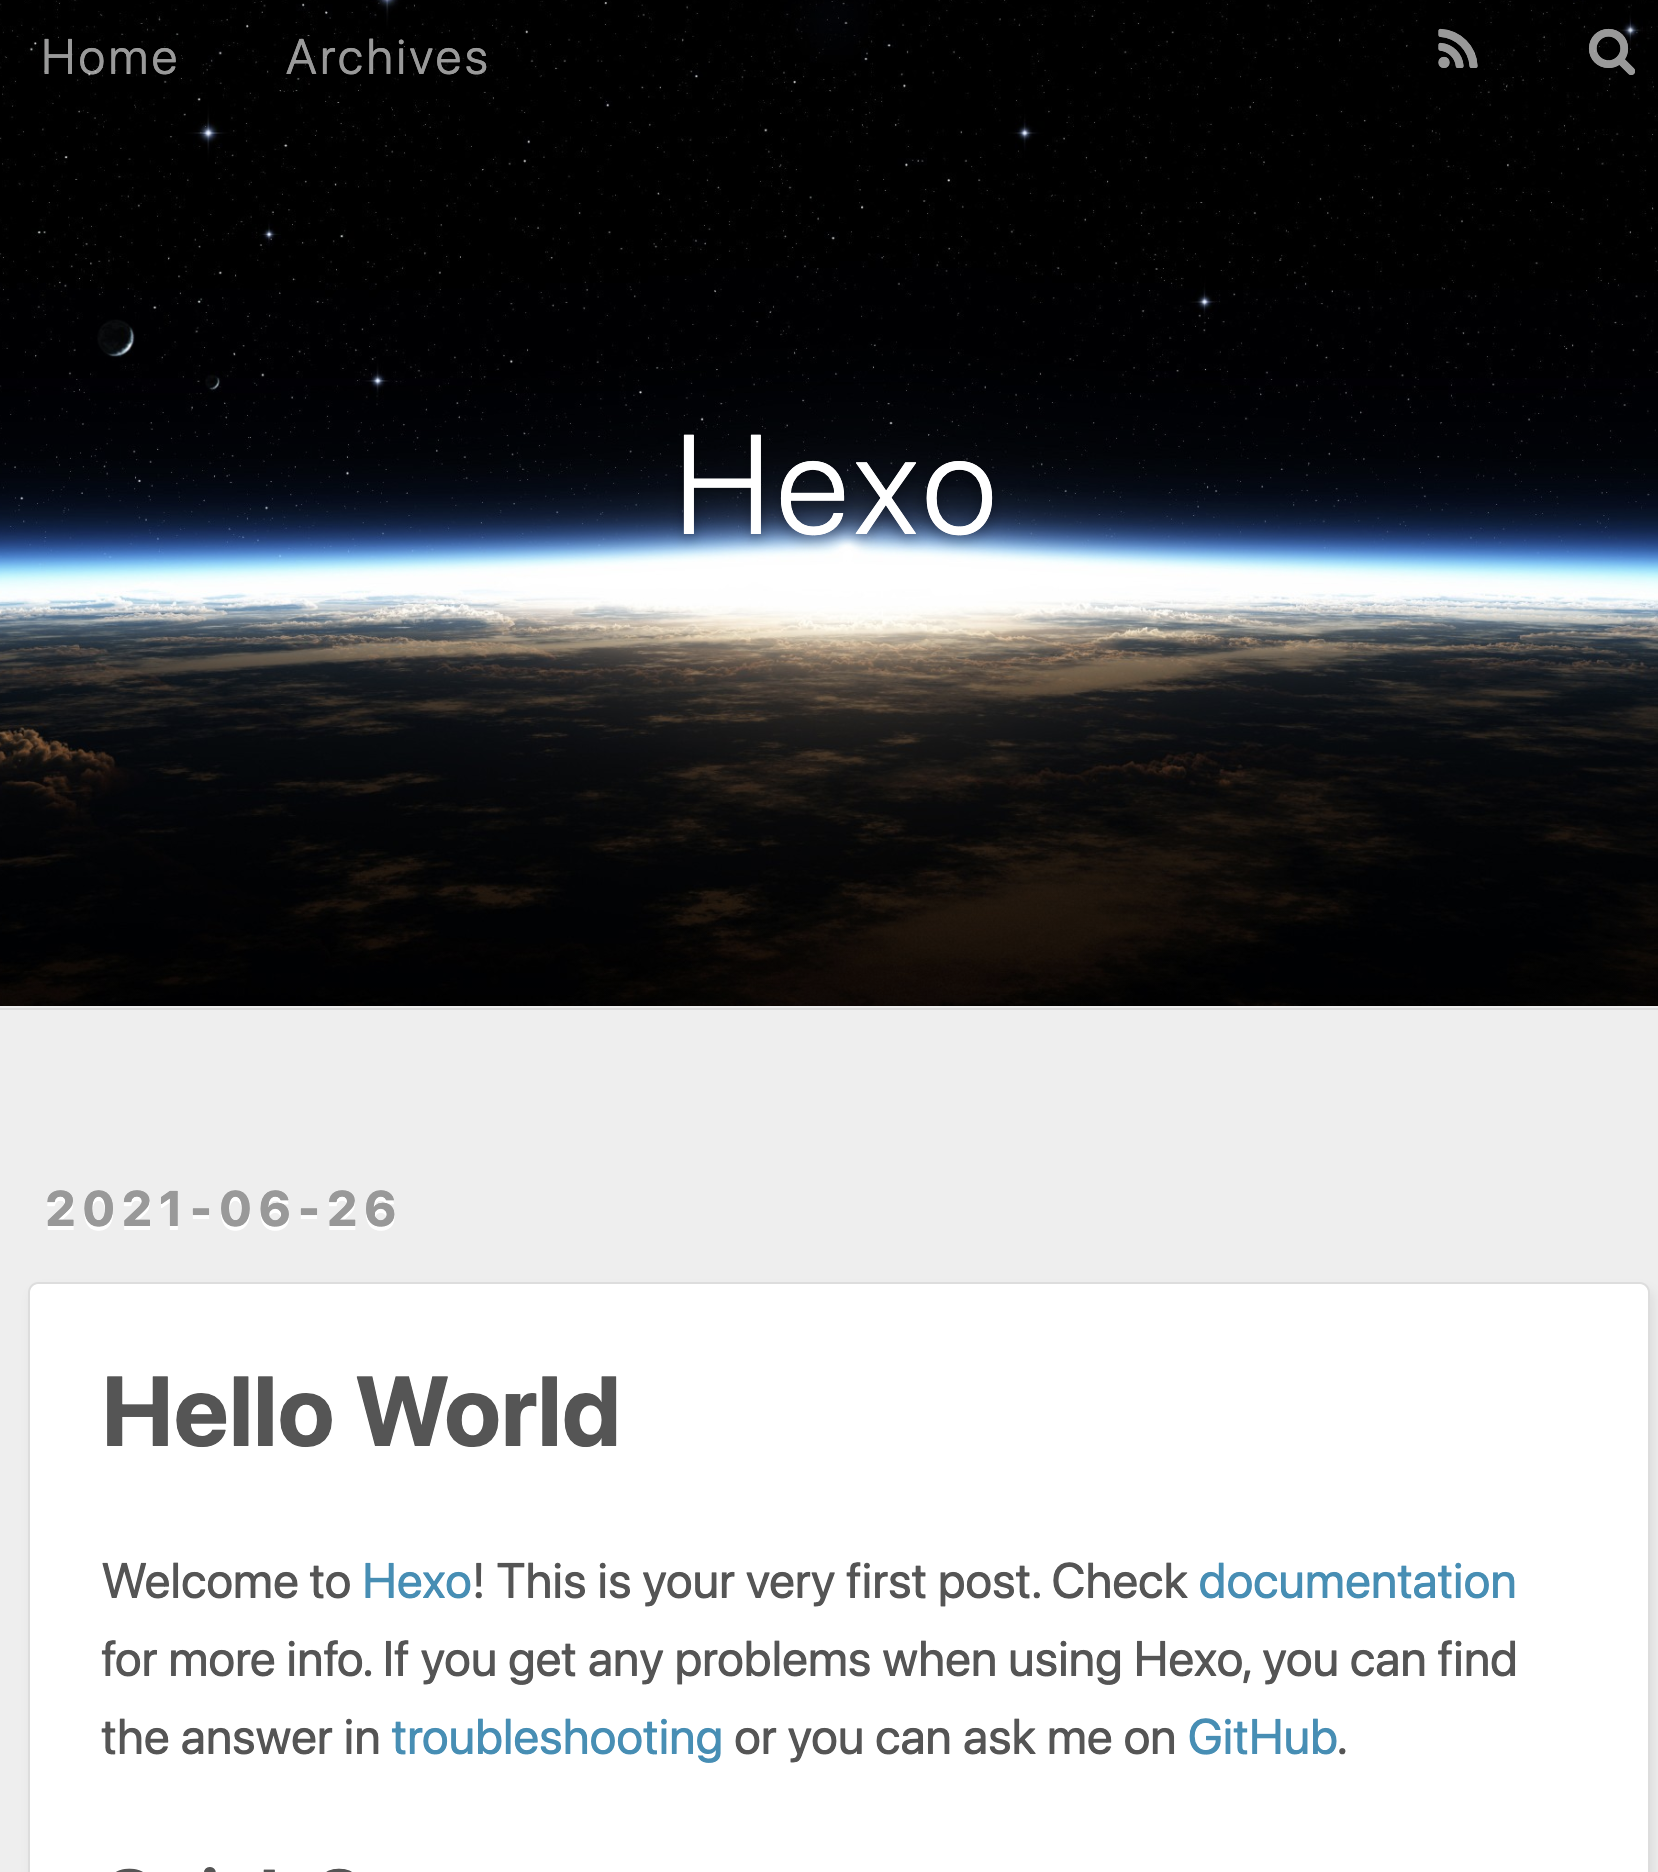 Home Archives
Hexo
2021-06-26
Hello World
Welcome to Hexo! This is your very first post. Check documentation
for more info. If you get any problems when using Hexo, you can find
the answer in troubleshooting or you can ask me on GitHub.